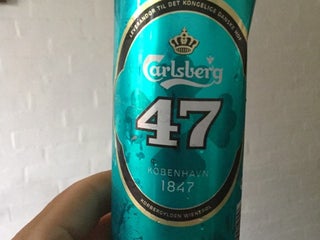 LEVERANDØR TIL DET KONGELIGE DANSKE HOF
Carlsberg
47
KØBENHAVN
1847